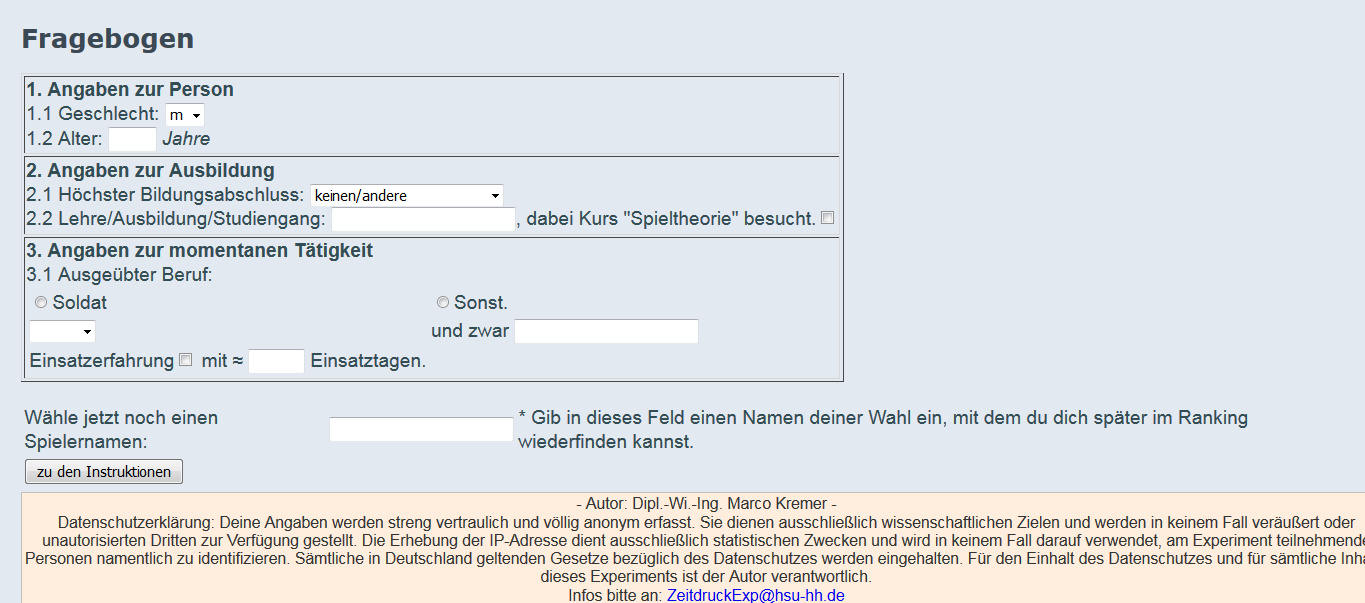 Fragebogen
1. Angaben zur Person
1.1 Geschlecht: m
1.2 Alter: Jahre
2. Angaben zur Ausbildung
2.1 Höchster Bildungsabschluss: keinen/andere
2.2 Lehre/Ausbildung/Studiengang: , dabei Kurs "Spieltheorie" besucht.
3. Angaben zur momentanen Tätigkeit
3.1 Ausgeübter Beruf:
Soldat Sonst.
und zwar
Einsatzerfahrung mit ≈ Einsatztagen.
Wähle jetzt noch einen
Spielernamen:
* Gib in dieses Feld einen Namen deiner Wahl ein, mit dem du dich später im Ranking
wiederfinden kannst.
zu den Instruktionen
- Autor: Dipl.-Wi.-Ing. Marco Kremer -
Datenschutzerklärung: Deine Angaben werden streng vertraulich und völlig anonym erfasst. Sie dienen ausschließlich wissenschaftlichen Zielen und werden in keinem Fall veräußert oder
unautorisierten Dritten zur Verfügung gestellt. Die Erhebung der IP-Adresse dient ausschließlich statistischen Zwecken und wird in keinem Fall darauf verwendet, am Experiment teilnehmende
Personen namentlich zu identifizieren. Sämtliche in Deutschland geltenden Gesetze bezüglich des Datenschutzes werden eingehalten. Für den Einhalt des Datenschutzes und für sämtliche
dieses Experiments ist der Autor verantwortlich.
Infos bitte an: ZeitdruckExp@hsu-hh.de